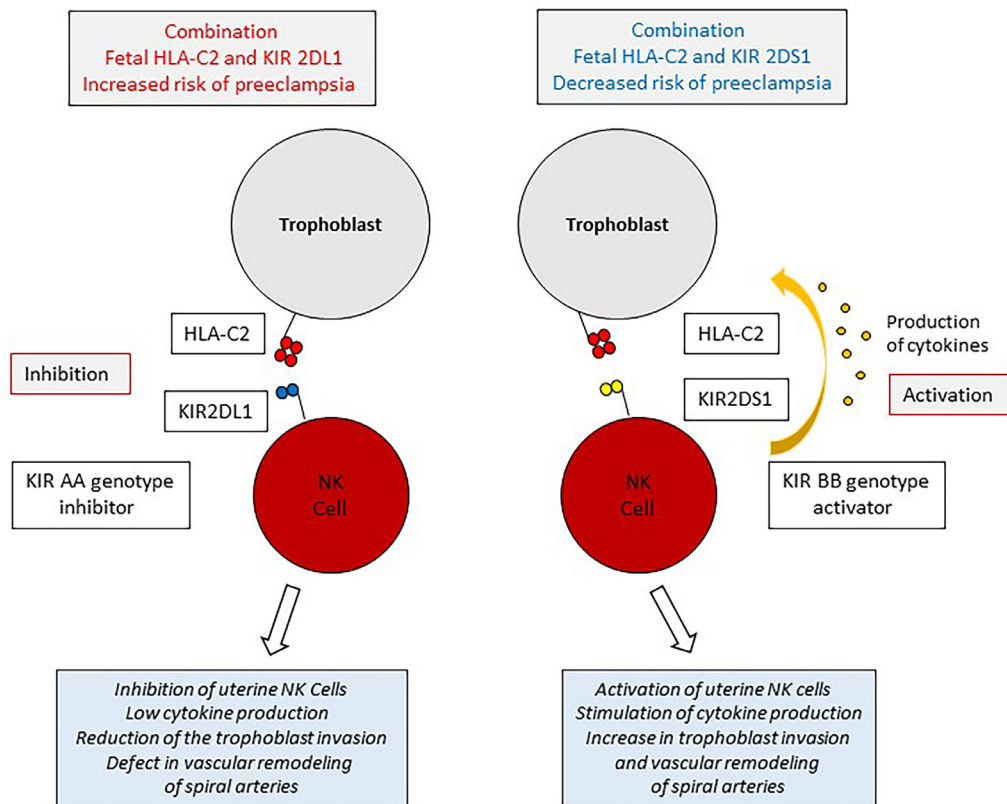 Combination
Fetal HLA-C2 and KIR 2DL1
Increased risk of preeclampsia
Combination
Fetal HLA-C2 and KIR 2DS1
Decreased risk of preeclampsia
Trophoblast
Trophoblast
HLA-C2
HLA-C2
Production
of cytokines
Inhibition
KIR2DL1
KIR2DS1
Activation
KIR AA genotype
inhibitor
NK
Cell
NK
Cell
KIR BB genotype
activator
Inhibition of uterine NK Cells
Low cytokine production
Reduction of the trophoblast invasion
Defect in vascular remodeling
of spiral arteries
Activation of uterine NK cells
Stimulation of cytokine production
Increase in trophoblast invasion
and vascular remodeling
of spiral arteries